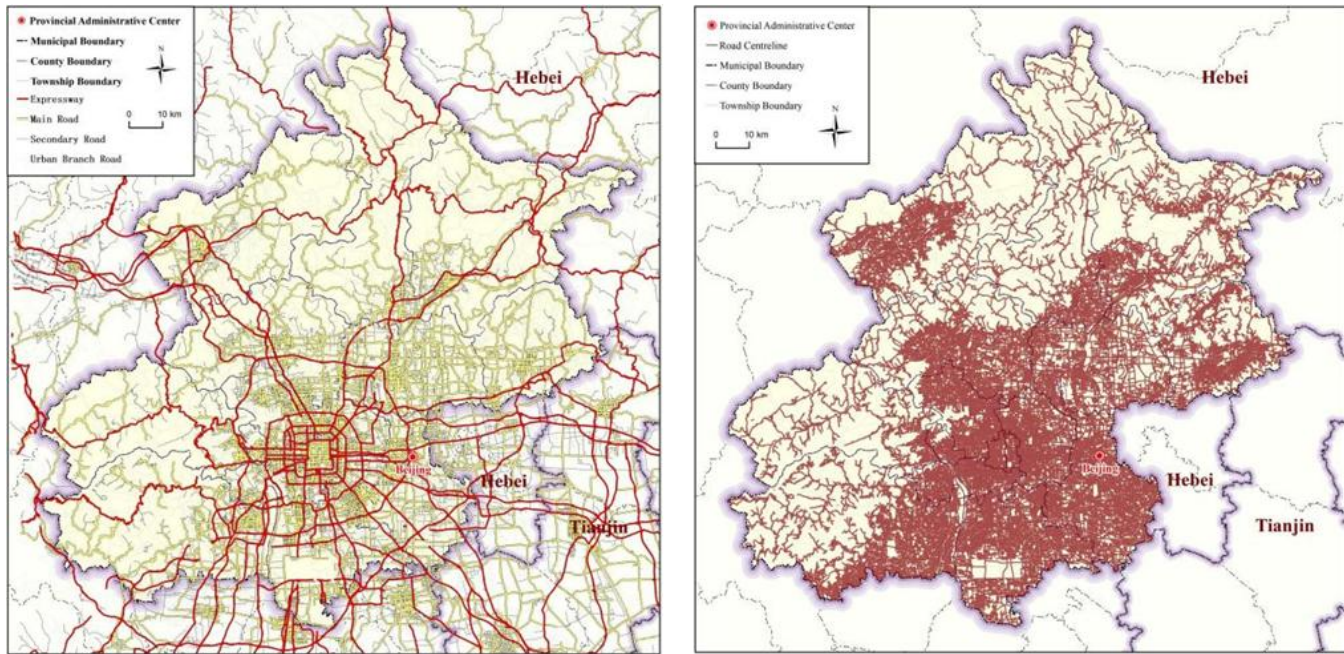 Provincial Administrative Center
Municipal Boundary
County Boundary
Township Boundary
Expressway
Main Road
Secondary Road
Urban Branch Road
N
0 10 km
Hebei
Beijing
Hebei
Tianjin
Provincial Administrative Center
Road Centreline
Municipal Boundary
County Boundary
Township Boundary
N
0 10 km
Hebei
Beijing
Hebei
Tianjin